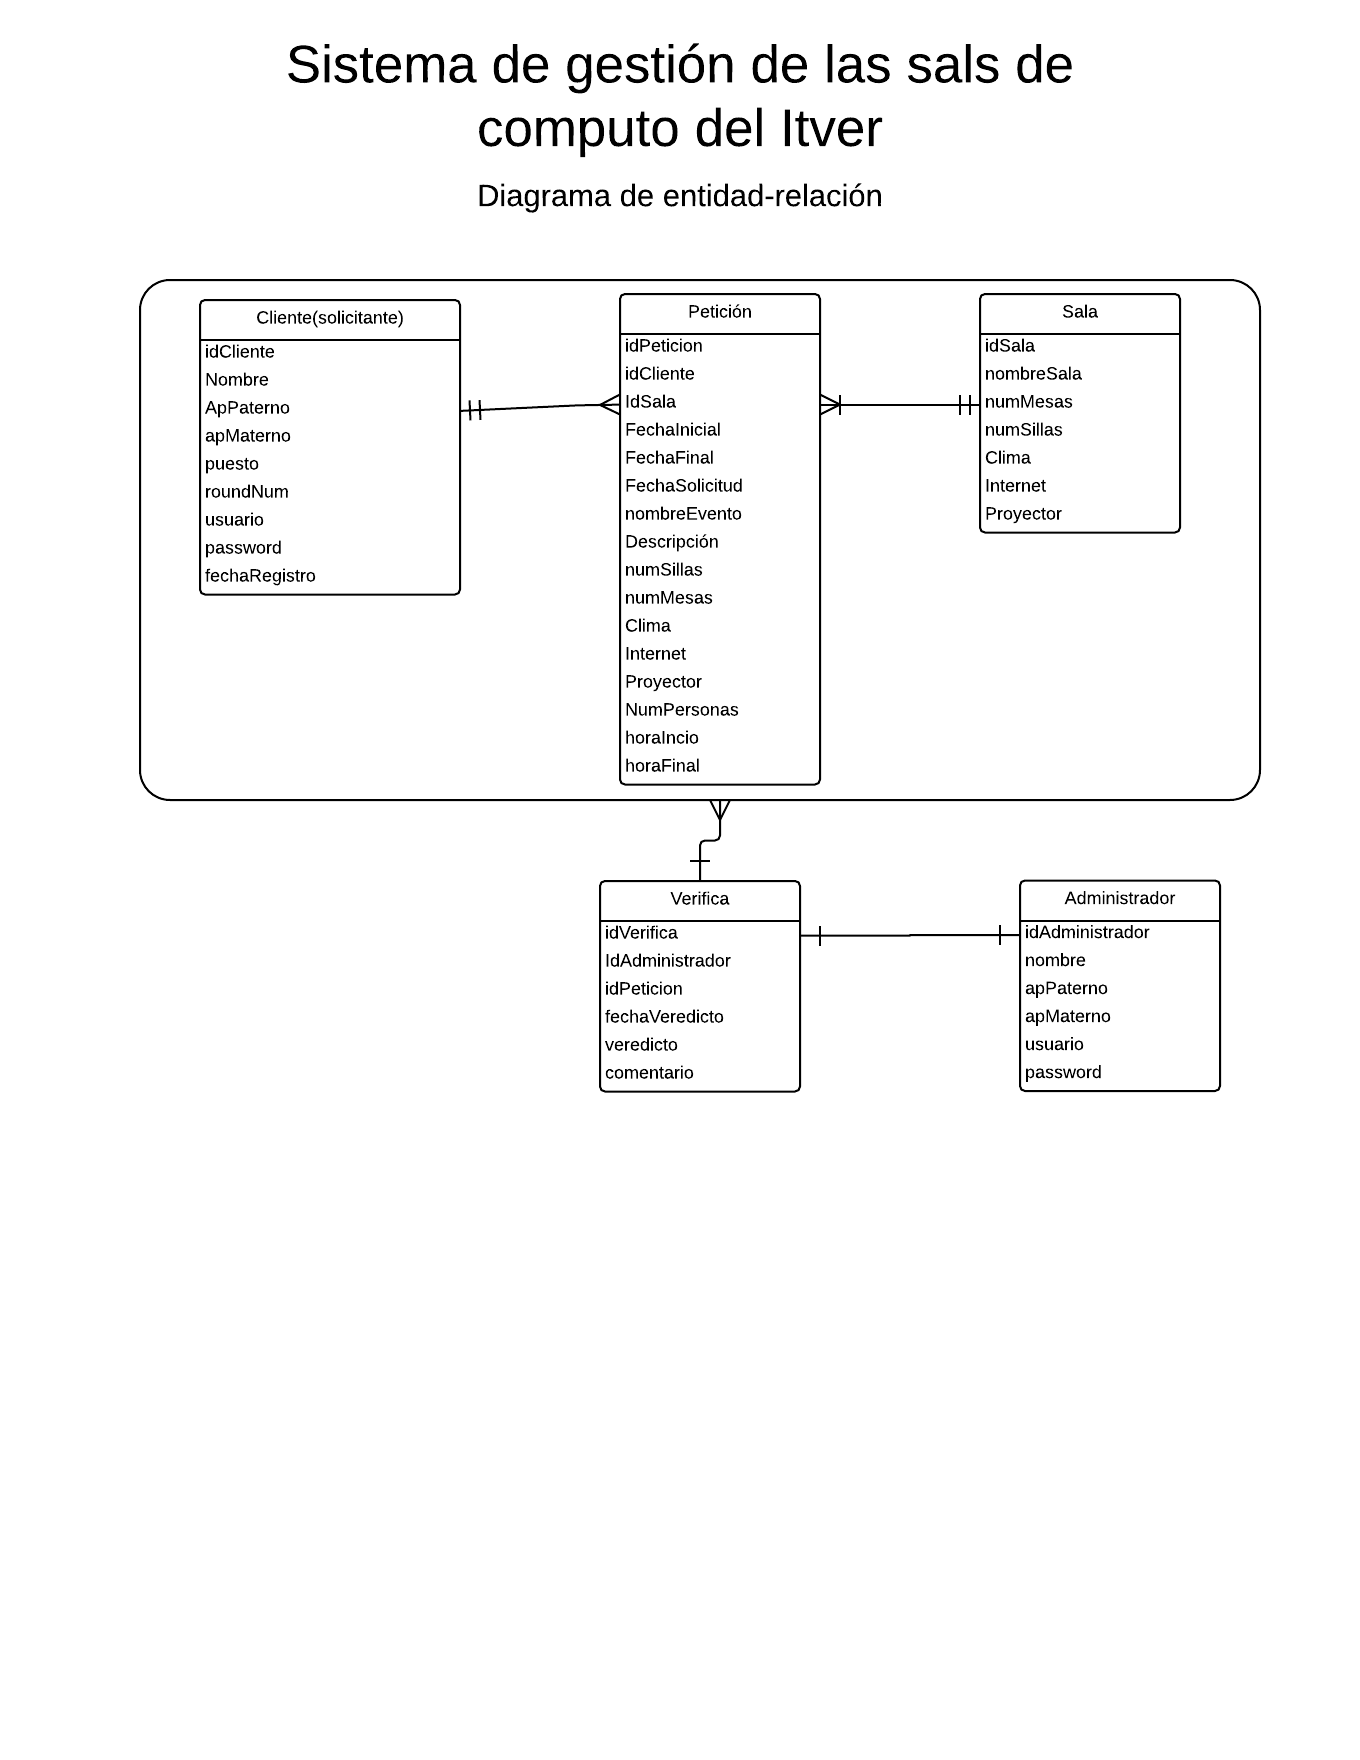 Sistema de gestión de las sals de
computo del Itver
Diagrama de entidad-relación
Cliente(solicitante)
idCliente
Nombre
ApPaterno
apMaterno
puesto
roundNum
usuario
password
fechaRegistro
Petición
idPeticion
idCliente
IdSala
FechaInicial
FechaFinal
FechaSolicitud
nombreEvento
Descripción
numSillas
numMesas
Clima
Internet
Proyector
NumPersonas
horaIncio
horaFinal
Sala
idSala
nombreSala
numMesas
numSillas
Clima
Internet
Proyector
Verifica
idVerifica
IdAdministrador
idPeticion
fechaVeredicto
veredicto
comentario
Administrador
idAdministrador
nombre
apPaterno
apMaterno
usuario
password